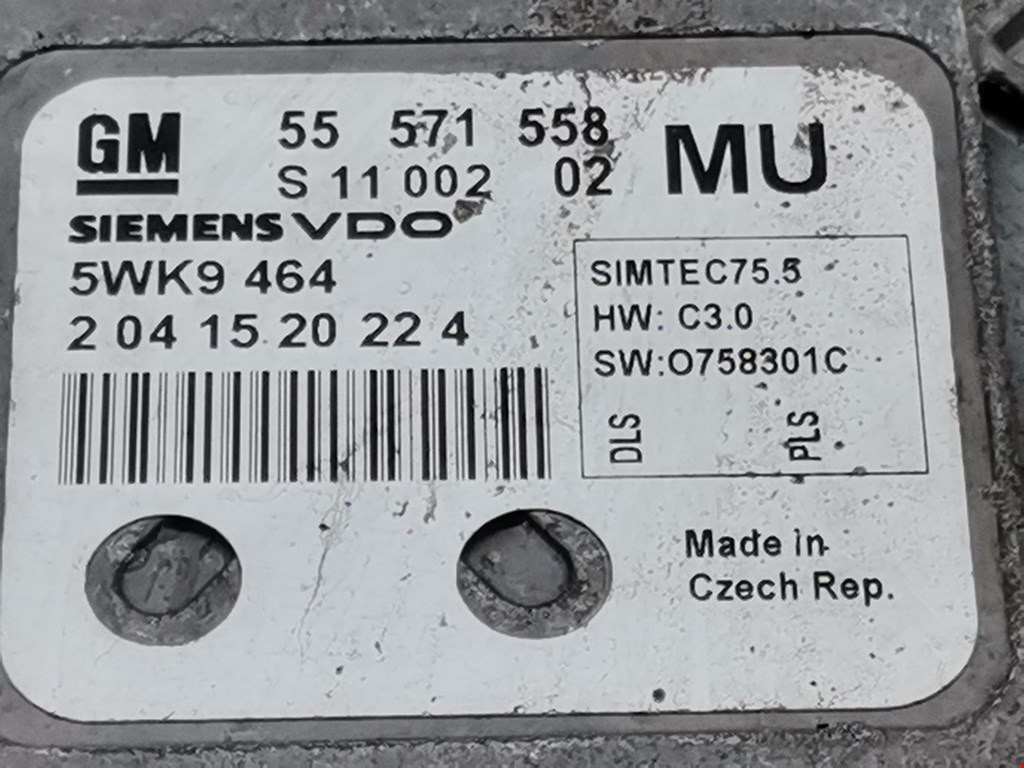 GM 55 571 558 MU
S 11 002 02
SIEMENS VDO
5WK9 464
2 04 15 20 22 4
SIMTEC75.5
HW: C3.0
SW:O758301C
DLS PLS
Made in
Czech Rep.